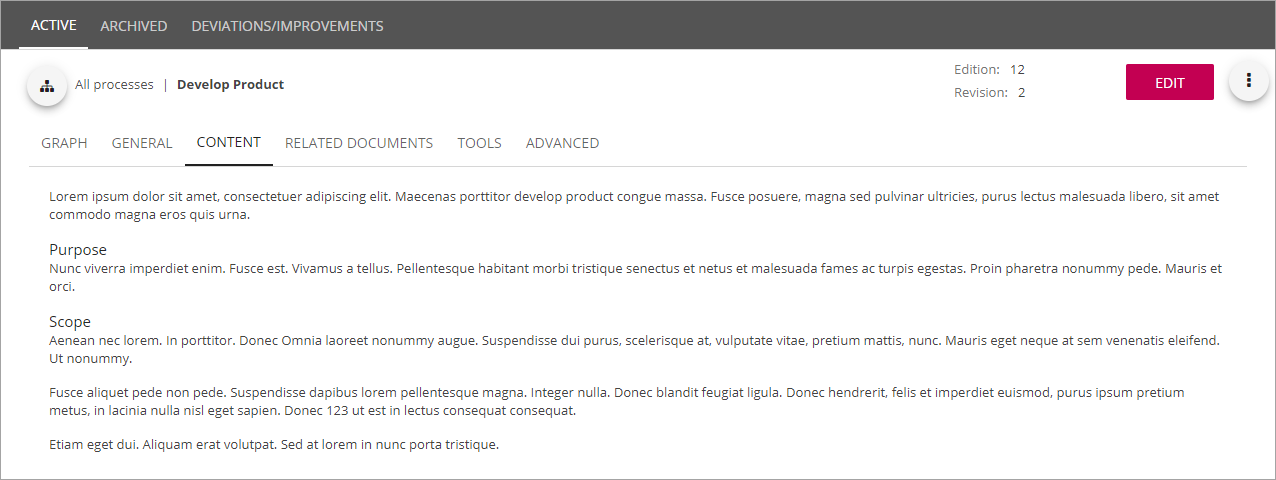 ACTIVE ARCHIVED DEVIATIONS/IMPROVEMENTS
All processes | Develop Product
Edition: 12
Revision: 2
EDIT
GRAPH GENERAL CONTENT RELATED DOCUMENTS TOOLS ADVANCED
Lorem ipsum dolor sit amet, consectetuer adipiscing elit. Maecenas porttitor develop product congue massa. Fusce posuere, magna sed pulvinar ultricies, purus lectus malesuada libero, sit amet
commodo magna eros quis urna.
Purpose
Nunc viverra imperdiet enim. Fusce est. Vivamus a tellus. Pellentesque habitant morbi tristique senectus et netus et malesuada fames ac turpis egestas. Proin pharetra nonummy pede. Mauris et
orci.
Scope
Aenean nec lorem. In porttitor. Donec Omnia laoreet nonummy augue. Suspendisse dui purus, scelerisque at, vulputate vitae, pretium mattis, nunc. Mauris eget neque at sem venenatis eleifend.
Ut nonummy.
Fusce aliquet pede non pede. Suspendisse dapibus lorem pellentesque magna. Integer nulla. Donec blandit feugiat ligula. Donec hendrerit, felis et imperdiet euismod, purus ipsum pretium
metus, in lacinia nulla nisl eget sapien. Donec 123 ut est in lectus consequat consequat.
Etiam eget dui. Aliquam erat volutpat. Sed at lorem in nunc porta tristique.